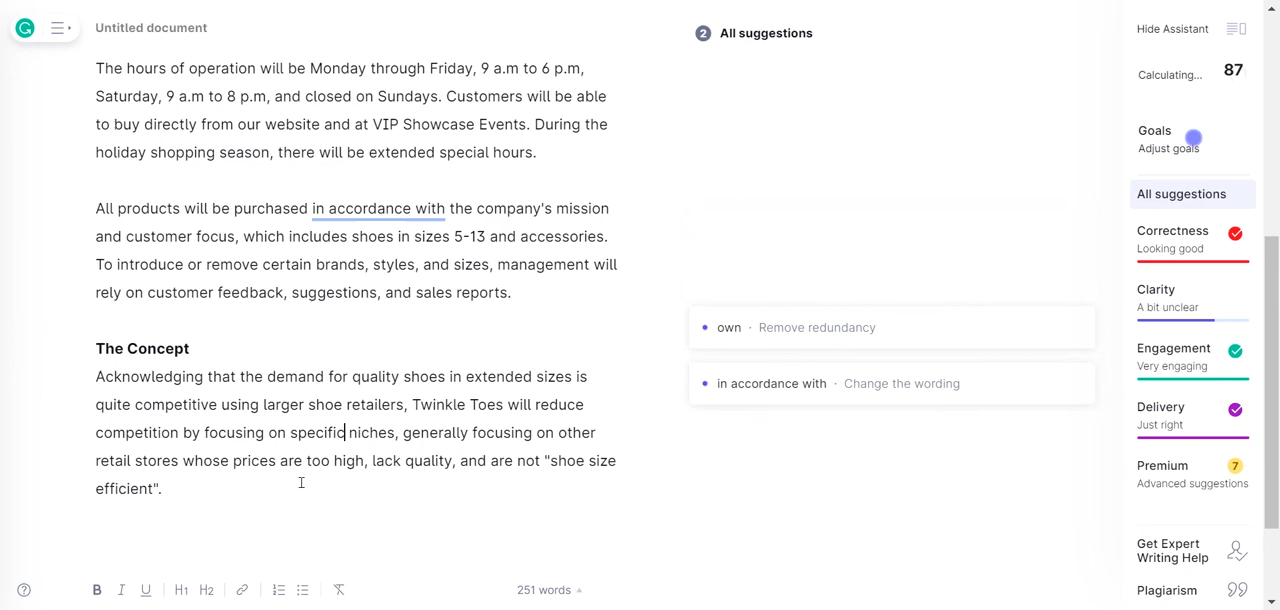 Untitled document
The hours of operation will be Monday through Friday, 9 a.m to 6 p.m,
Saturday, 9 a.m to 8 p.m, and closed on Sundays. Customers will be able
to buy directly from our website and at VIP Showcase Events. During the
holiday shopping season, there will be extended special hours.
All products will be purchased in accordance with the company's mission
and customer focus, which includes shoes in sizes 5-13 and accessories.
To introduce or remove certain brands, styles, and sizes, management will
rely on customer feedback, suggestions, and sales reports.
The Concept
Acknowledging that the demand for quality shoes in extended sizes is
quite competitive using larger shoe retailers, Twinkle Toes will reduce
competition by focusing on specific niches, generally focusing on other
retail stores whose prices are too high, lack quality, and are not "shoe size
efficient".
B I U H1 H2
251 words
2 All suggestions
own · Remove redundancy
in accordance with · Change the wording
Hide Assistant
Calculating... 87
Goals
Adjust goals
All suggestions
Correctness
Looking good
Clarity
A bit unclear
Engagement
Very engaging
Delivery
Just right
Premium 7
Advanced suggestions
Get Expert
Writing Help
Plagiarism